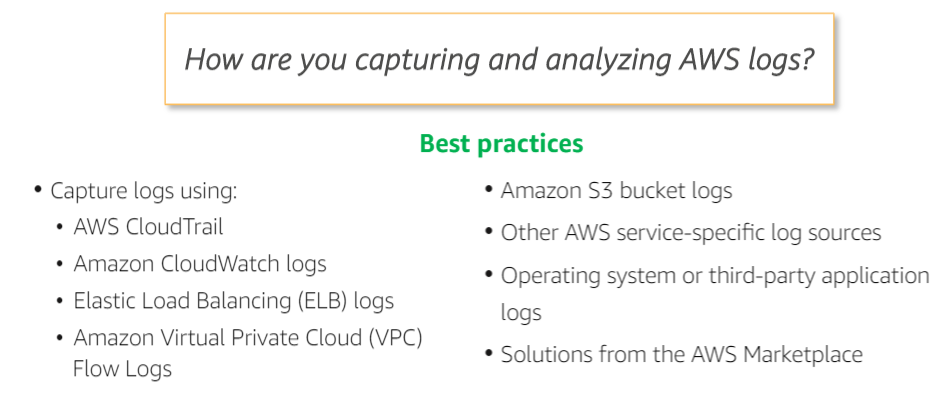 How are you capturing and analyzing AWS logs?
Best practices
• Capture logs using:
• AWS CloudTrail
• Amazon CloudWatch logs
• Elastic Load Balancing (ELB) logs
• Amazon Virtual Private Cloud (VPC)
Flow Logs
• Amazon S3 bucket logs
• Other AWS service-specific log sources
• Operating system or third-party application
logs
• Solutions from the AWS Marketplace